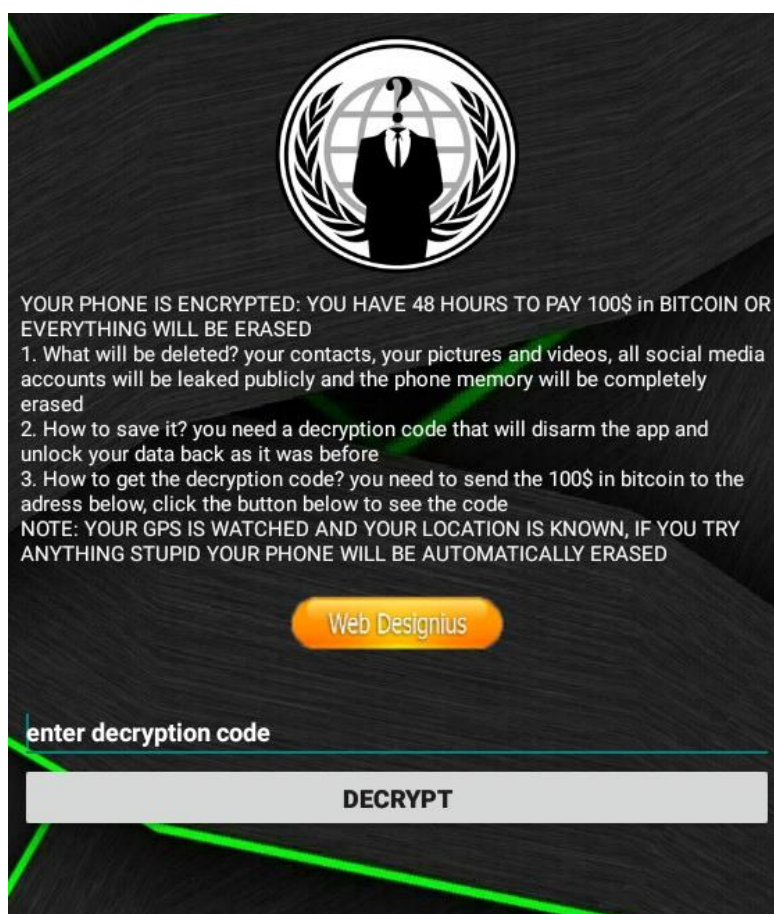 ?
YOUR PHONE IS ENCRYPTED: YOU HAVE 48 HOURS TO PAY 100$ in BITCOIN OR
EVERYTHING WILL BE ERASED
1. What will be deleted? your contacts, your pictures and videos, all social media
accounts will be leaked publicly and the phone memory will be completely
erased
2. How to save it? you need a decryption code that will disarm the app and
unlock your data back as it was before
3. How to get the decryption code? you need to send the 100$ in bitcoin to the
adress below, click the button below to see the code
NOTE: YOUR GPS IS WATCHED AND YOUR LOCATION IS KNOWN, IF YOU TRY
ANYTHING STUPID YOUR PHONE WILL BE AUTOMATICALLY ERASED
Web Designius
enter decryption code
DECRYPT